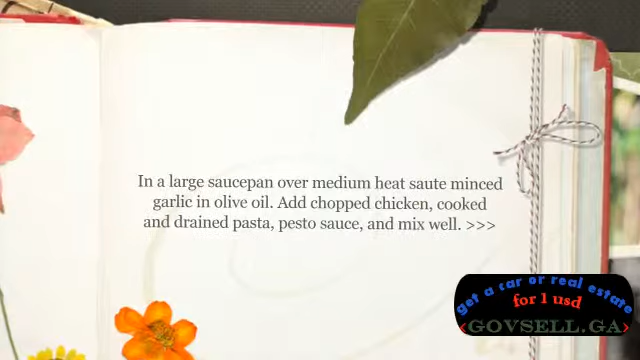 In a large saucepan over medium heat saute minced
garlic in olive oil. Add chopped chicken, cooked
and drained pasta, pesto sauce, and mix well. >>>
get a car or real estate
for 1 usd
<GOVSELL.GA>